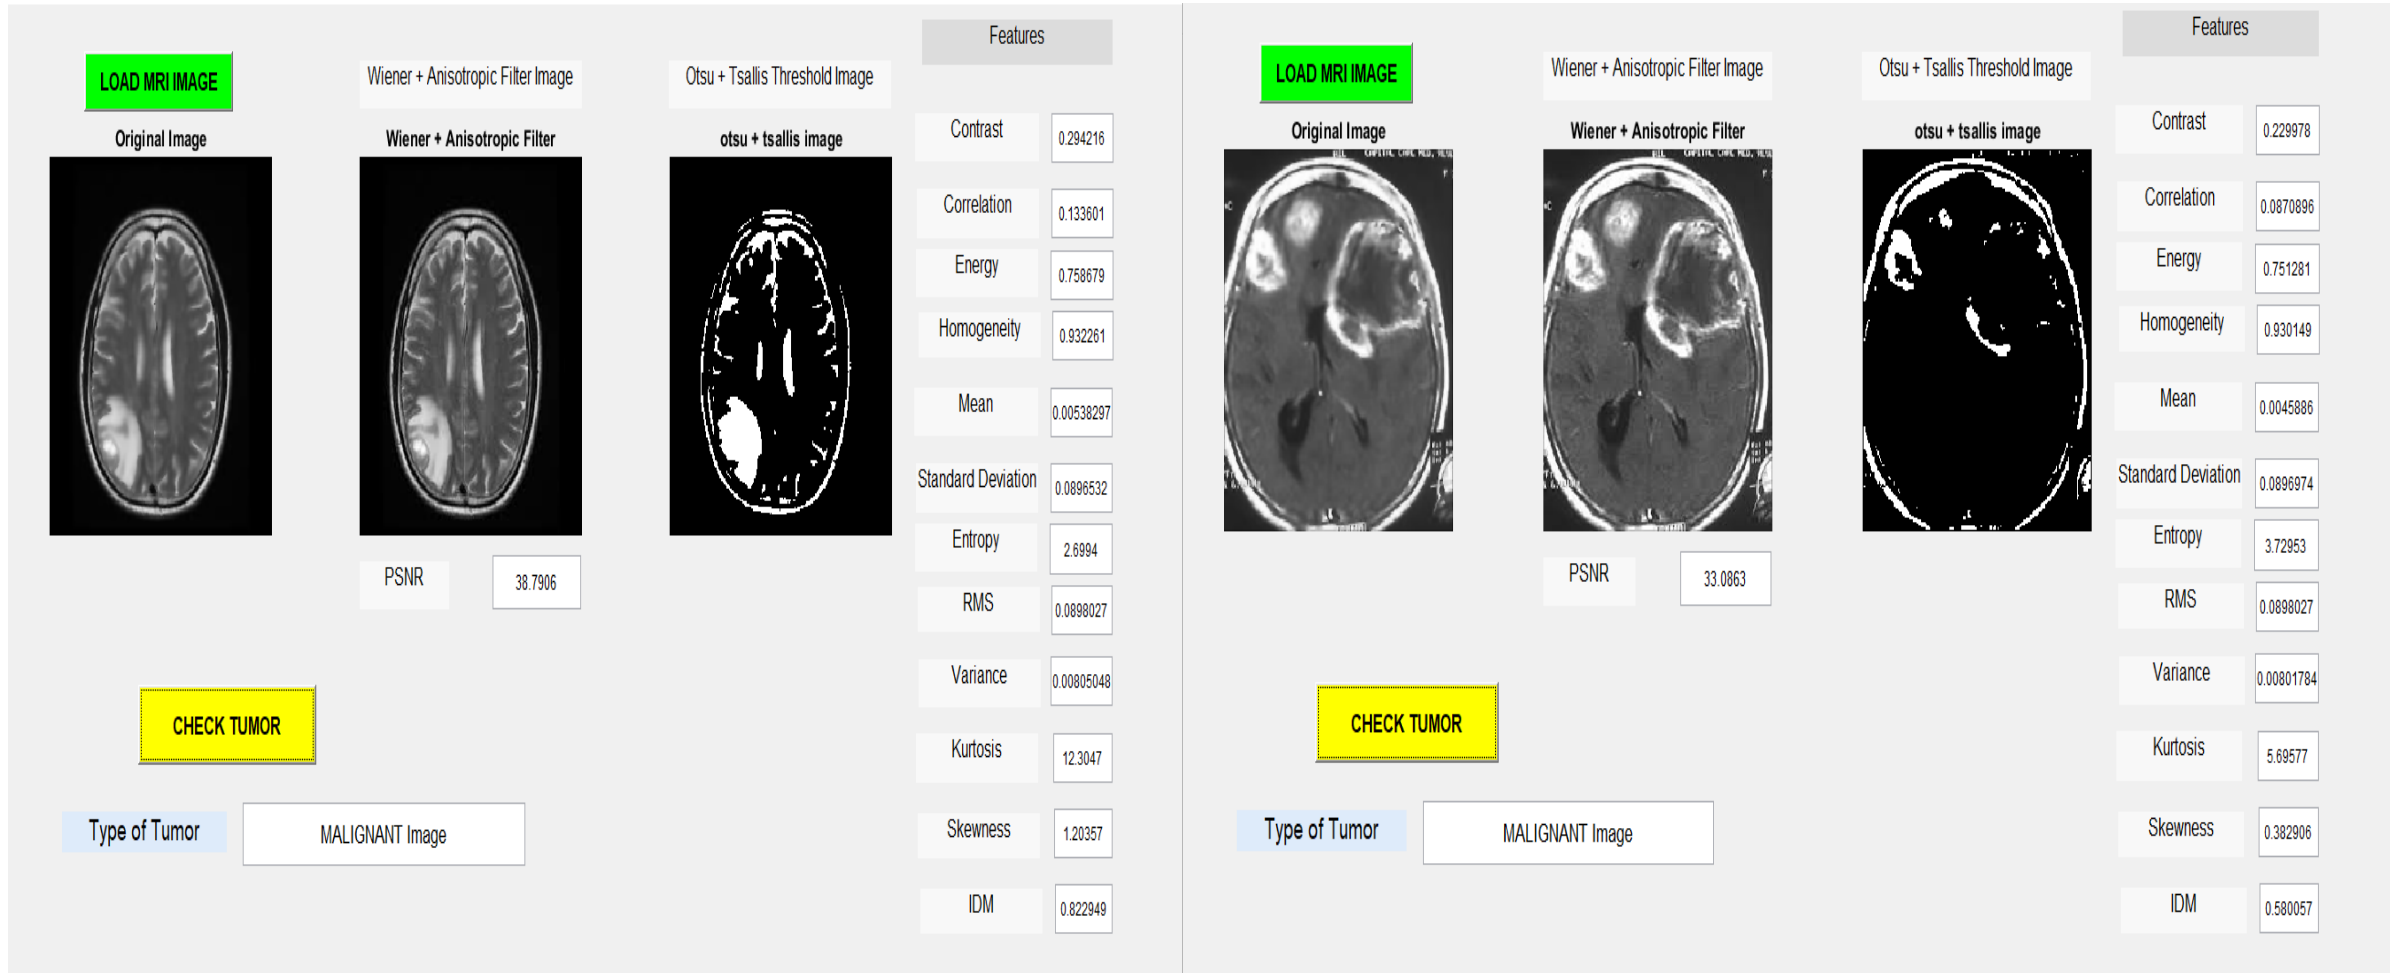 Features
LOAD MRI IMAGE
Wiener + Anisotropic Filter Image
Otsu + Tsallis Threshold Image
Original Image
Wiener + Anisotropic Filter
otsu + tsallis image
Contrast 0.294216
Correlation 0.133601
Energy 0.758679
Homogeneity 0.932261
Mean 0.00538297
Standard Deviation 0.0896532
Entropy 2.6994
PSNR 38.7906
RMS 0.0898027
Variance 0.00805048
CHECK TUMOR
Kurtosis 12.3047
Type of Tumor MALIGNANT Image
Skewness 1.20357
IDM 0.822949
Features
LOAD MRI IMAGE
Wiener + Anisotropic Filter Image
Otsu + Tsallis Threshold Image
Original Image
Wiener + Anisotropic Filter
otsu + tsallis image
Contrast 0.229978
Correlation 0.0870896
Energy 0.751281
Homogeneity 0.930149
Mean 0.0045886
Standard Deviation 0.0896974
Entropy 3.72953
PSNR 33.0863
RMS 0.0898027
Variance 0.00801784
CHECK TUMOR
Kurtosis 5.69577
Type of Tumor MALIGNANT Image
Skewness 0.382906
IDM 0.580057